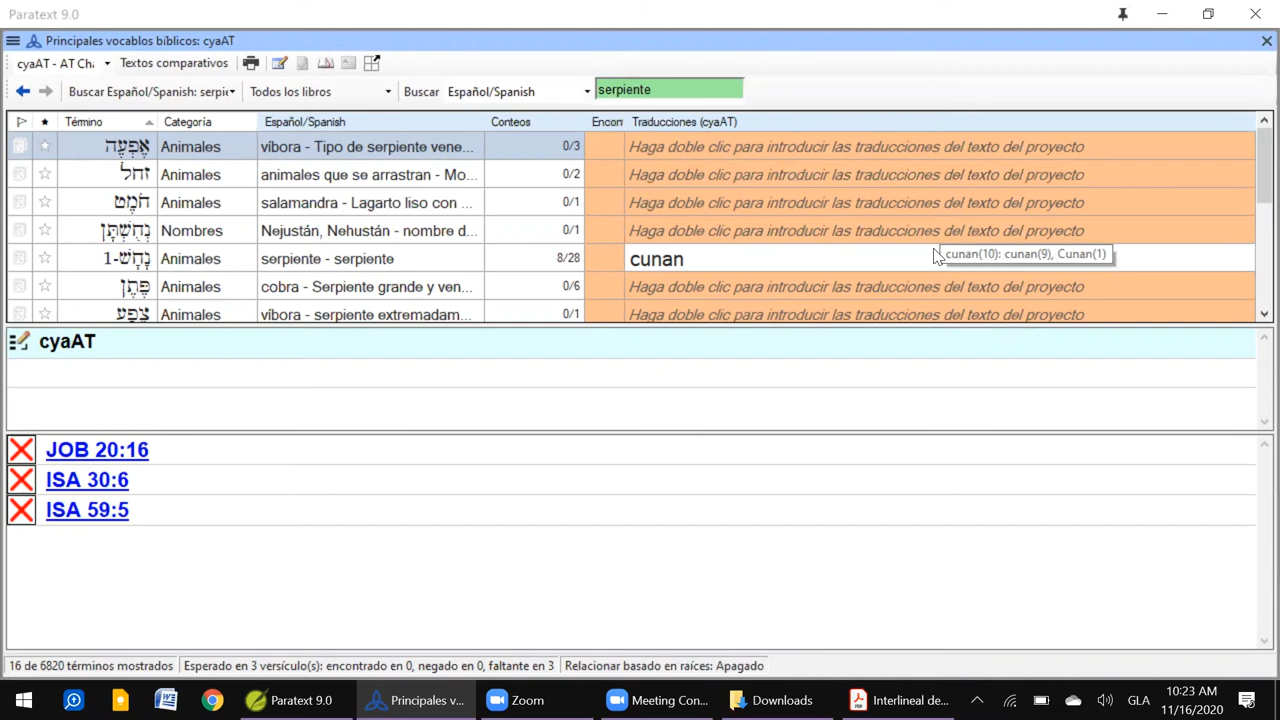 Paratext 9.0
Principales vocablos bíblicos: cyaAT
cyaAT - AT Cha
Textos comparativos
Buscar Español/Spanish: serpie
Todos los libros
Buscar
Español/Spanish
serpiente
Término Categoría Español/Spanish Conteos Encon Traducciones (cyaAT)
אֶפְעֶה Animales víbora - Tipo de serpiente vene... 0/3 Haga doble clic para introducir las traducciones del texto del proyecto
זחל Animales animales que se arrastran - Mo... 0/2 Haga doble clic para introducir las traducciones del texto del proyecto
חֹמֶט Animales salamandra - Lagarto liso con ... 0/1 Haga doble clic para introducir las traducciones del texto del proyecto
נְחֻשְׁתָּן Nombres Nejustán, Nehustán - nombre d... 0/1 Haga doble clic para introducir las traducciones del texto del proyecto
נָחָשׁ-1 Animales serpiente - serpiente 8/28 cunan
cunan(10): cunan(9), Cunan(1)
פֶּתֶן Animales cobra - Serpiente grande y ven... 0/6 Haga doble clic para introducir las traducciones del texto del proyecto
צֶפַע Animales víbora - serpiente extremadam... 0/1 Haga doble clic para introducir las traducciones del texto del proyecto
cyaAT
JOB 20:16
ISA 30:6
ISA 59:5
16 de 6820 términos mostrados Esperado en 3 versículo(s): encontrado en 0, negado en 0, faltante en 3 Relacionar basado en raíces: Apagado
Paratext 9.0
Principales v...
Zoom
Meeting Con...
Downloads
Interlineal de...
GLA
10:23 AM
11/16/2020